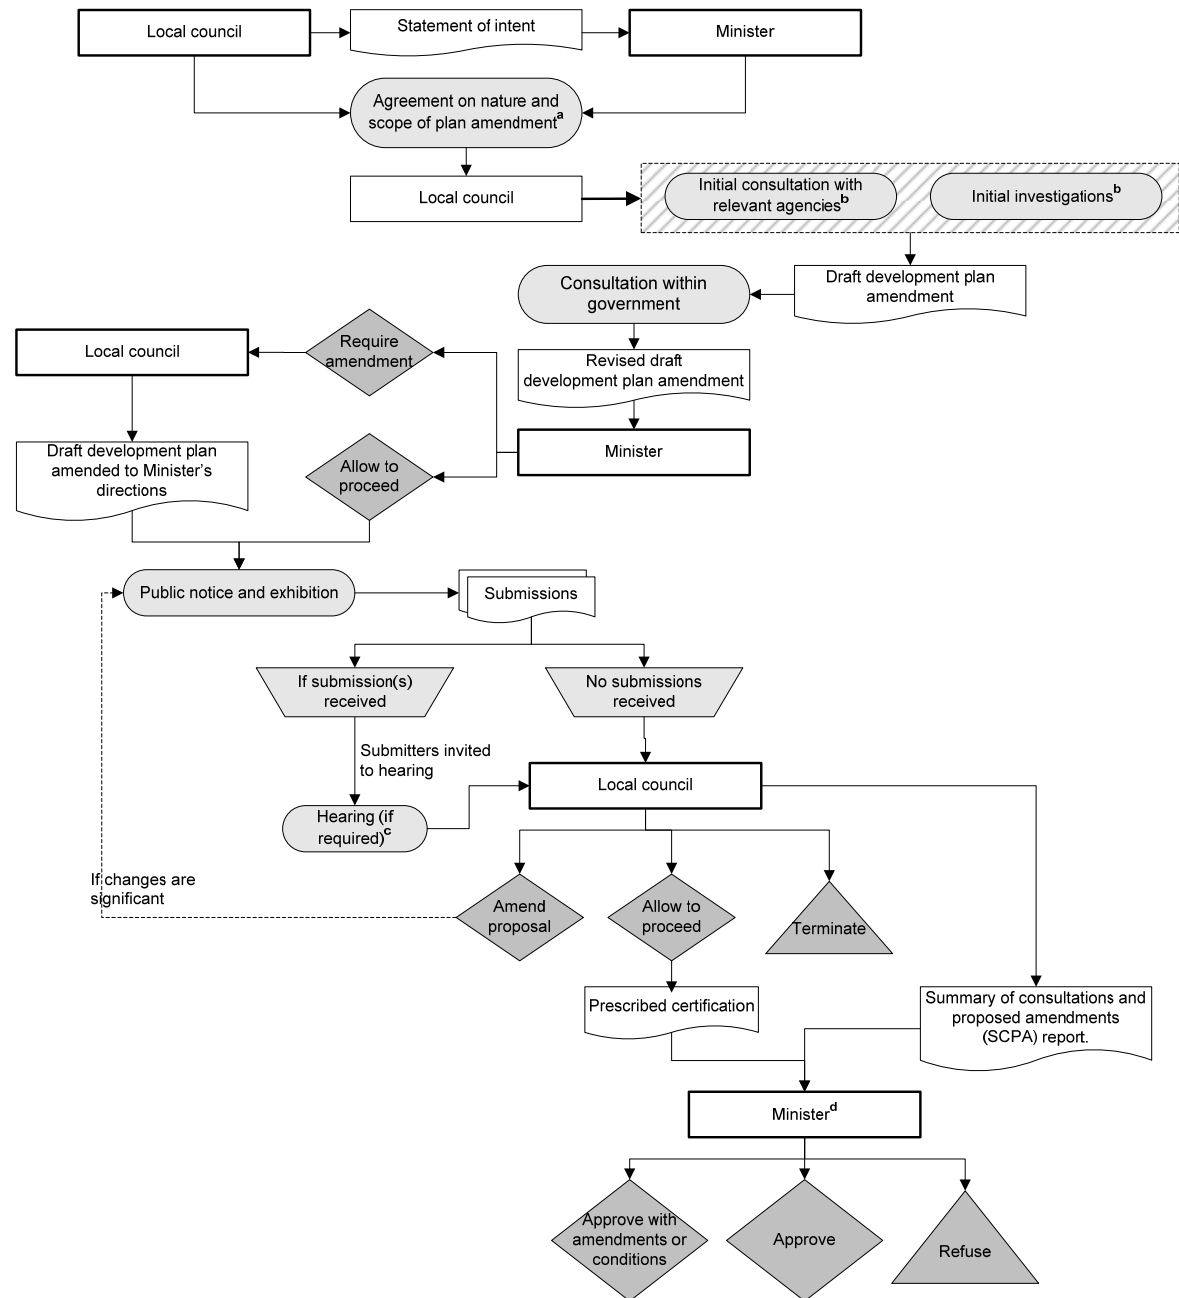 Local council
Statement of intent
Minister
Agreement on nature and
scope of plan amendmentᵃ
Local council
Initial consultation with
relevant agenciesᵇ
Initial investigationsᵇ
Draft development plan
amendment
Consultation within
government
Revised draft
development plan amendment
Minister
Require
amendment
Local council
Allow to
proceed
Draft development plan
amended to Minister's
directions
Public notice and exhibition
Submissions
If submission(s)
received
No submissions
received
Submitters invited
to hearing
Local council
Hearing (if
required)ᶜ
If changes are
significant
Amend
proposal
Allow to
proceed
Terminate
Prescribed certification
Summary of consultations and
proposed amendments
(SCPA) report.
Ministerᵈ
Approve with
amendments or
conditions
Approve
Refuse